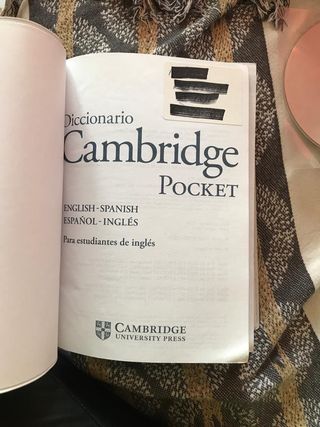 Diccionario
Cambridge
POCKET
ENGLISH-SPANISH
ESPAÑOL-INGLÉS
Para estudiantes de inglés
CAMBRIDGE
UNIVERSITY PRESS